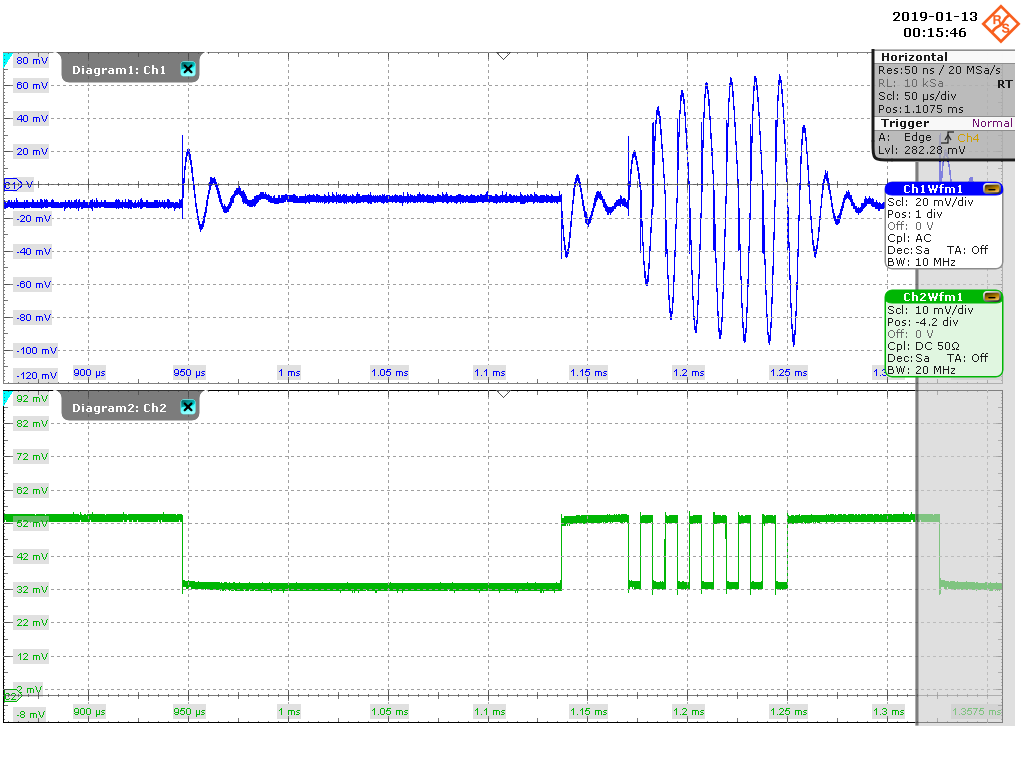 2019-01-13
00:15:46
R S
Horizontal
Res:50 ns / 20 MSa/s
RL: 10 kSa RT
Scl: 50 µs/div
Pos:1.1075 ms
Trigger Normal
A: Edge Ch4
Lvl: 282.28 mV
Diagram1: Ch1
80 mV
60 mV
40 mV
20 mV
C1 V
-20 mV
-40 mV
-60 mV
-80 mV
-100 mV
-120 mV
900 µs 950 µs 1 ms 1.05 ms 1.1 ms 1.15 ms 1.2 ms 1.25 ms 1.3
Ch1Wfm1
Scl: 20 mV/div
Pos: 1 div
Off: 0 V
Cpl: AC
Dec:Sa TA: Off
BW: 10 MHz
Ch2Wfm1
Scl: 10 mV/div
Pos: -4.2 div
Off: 0 V
Cpl: DC 50Ω
Dec:Sa TA: Off
BW: 20 MHz
Diagram2: Ch2
92 mV
82 mV
72 mV
62 mV
52 mV
42 mV
32 mV
22 mV
12 mV
C2 2 mV
-8 mV
900 µs 950 µs 1 ms 1.05 ms 1.1 ms 1.15 ms 1.2 ms 1.25 ms 1.3 ms 1.3575 ms